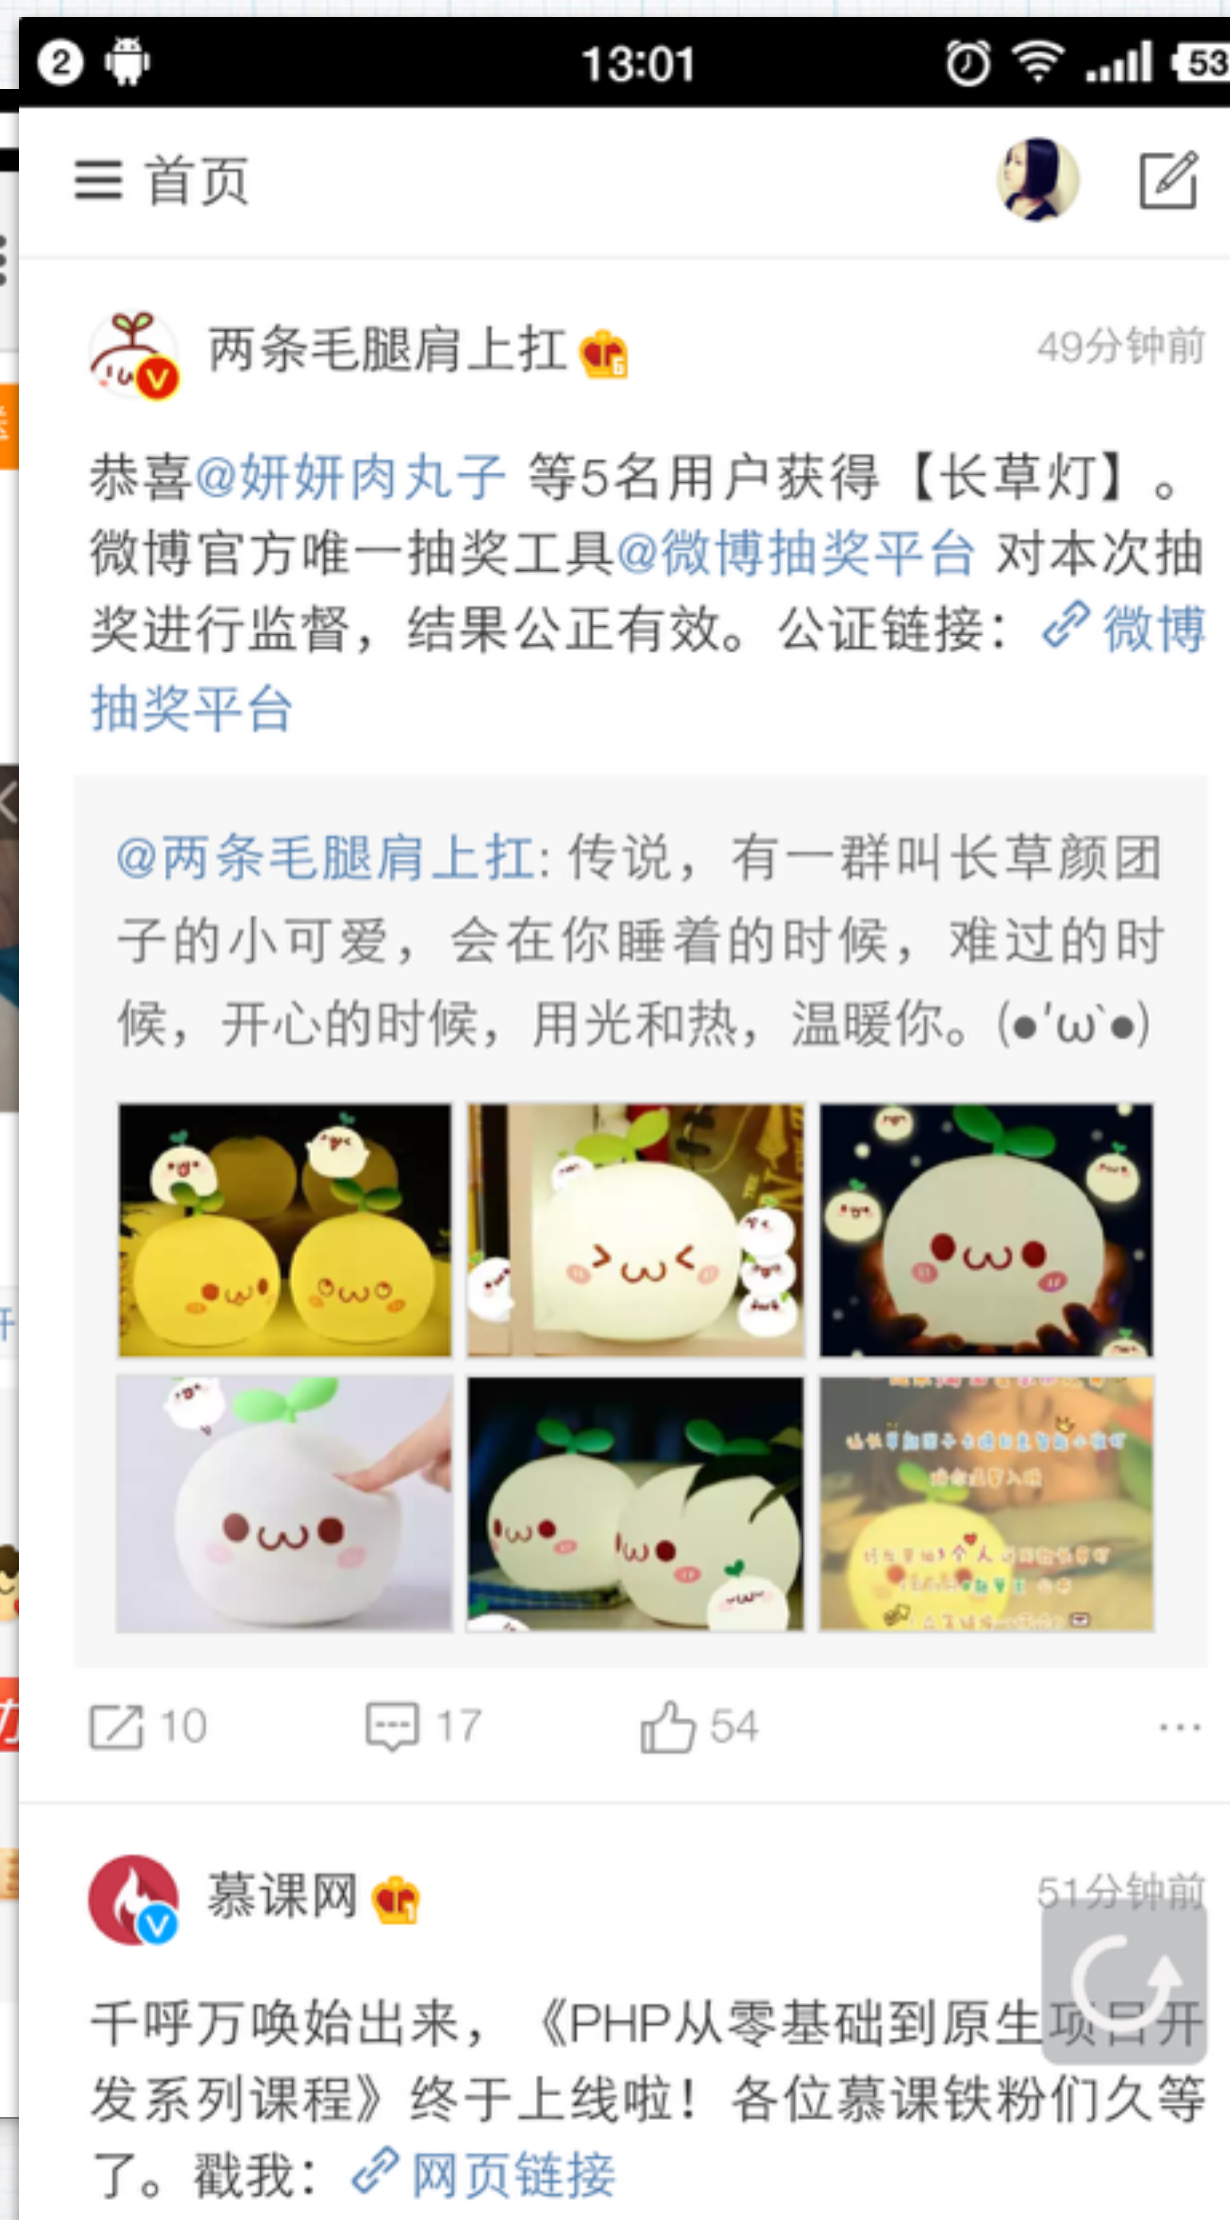 2
13:01
53
首页
两条毛腿肩上扛
6
49分钟前
恭喜@妍妍肉丸子 等5名用户获得【长草灯】。
微博官方唯一抽奖工具@微博抽奖平台 对本次抽
奖进行监督，结果公正有效。公证链接：微博
抽奖平台
@两条毛腿肩上扛: 传说，有一群叫长草颜团
子的小可爱，会在你睡着的时候，难过的时
候，开心的时候，用光和热，温暖你。(●'ω`●)
10
17
54
慕课网
1
51分钟前
千呼万唤始出来，《PHP从零基础到原生项目开
发系列课程》终于上线啦！各位慕课铁粉们久等
了。戳我：网页链接